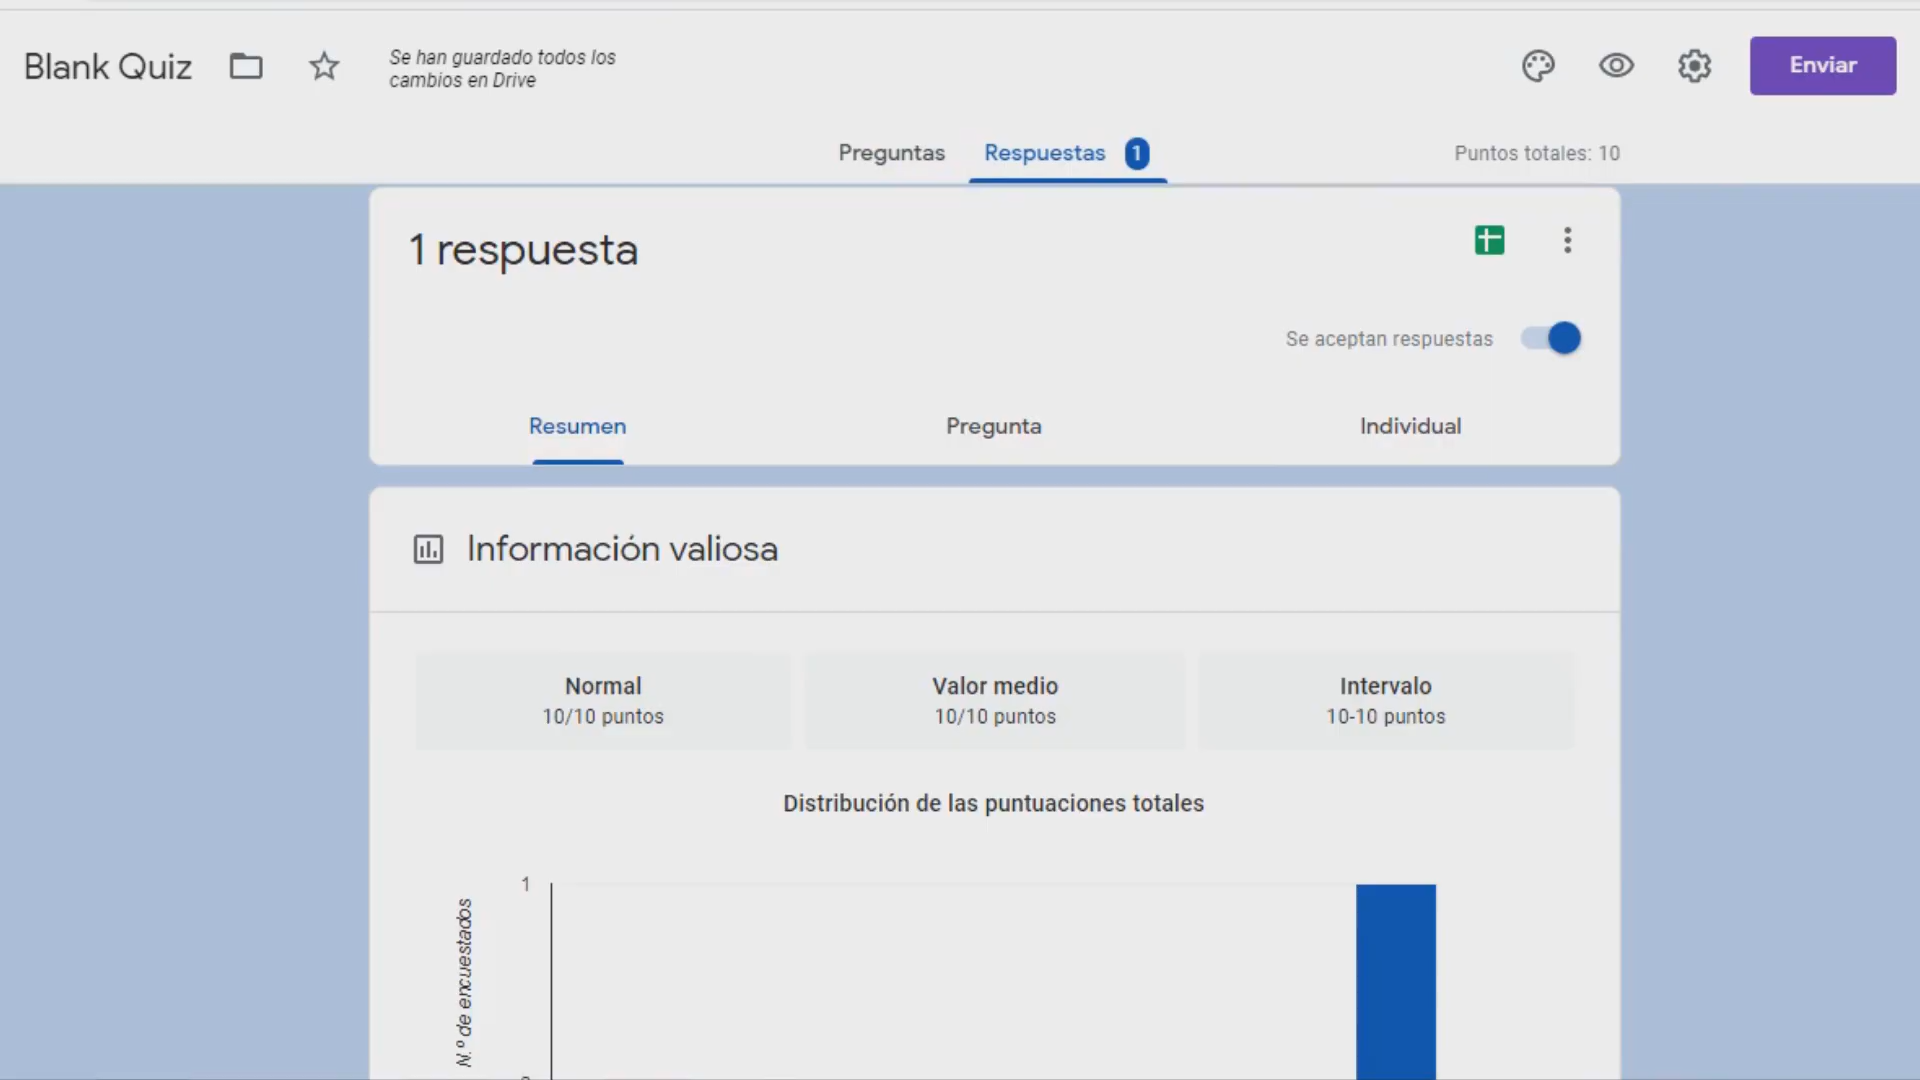 Blank Quiz
Se han guardado todos los
cambios en Drive
Enviar
Preguntas
Respuestas 1
Puntos totales: 10
1 respuesta
Se aceptan respuestas
Resumen
Pregunta
Individual
Información valiosa
Normal
10/10 puntos
Valor medio
10/10 puntos
Intervalo
10-10 puntos
Distribución de las puntuaciones totales
1
N.º de encuestados